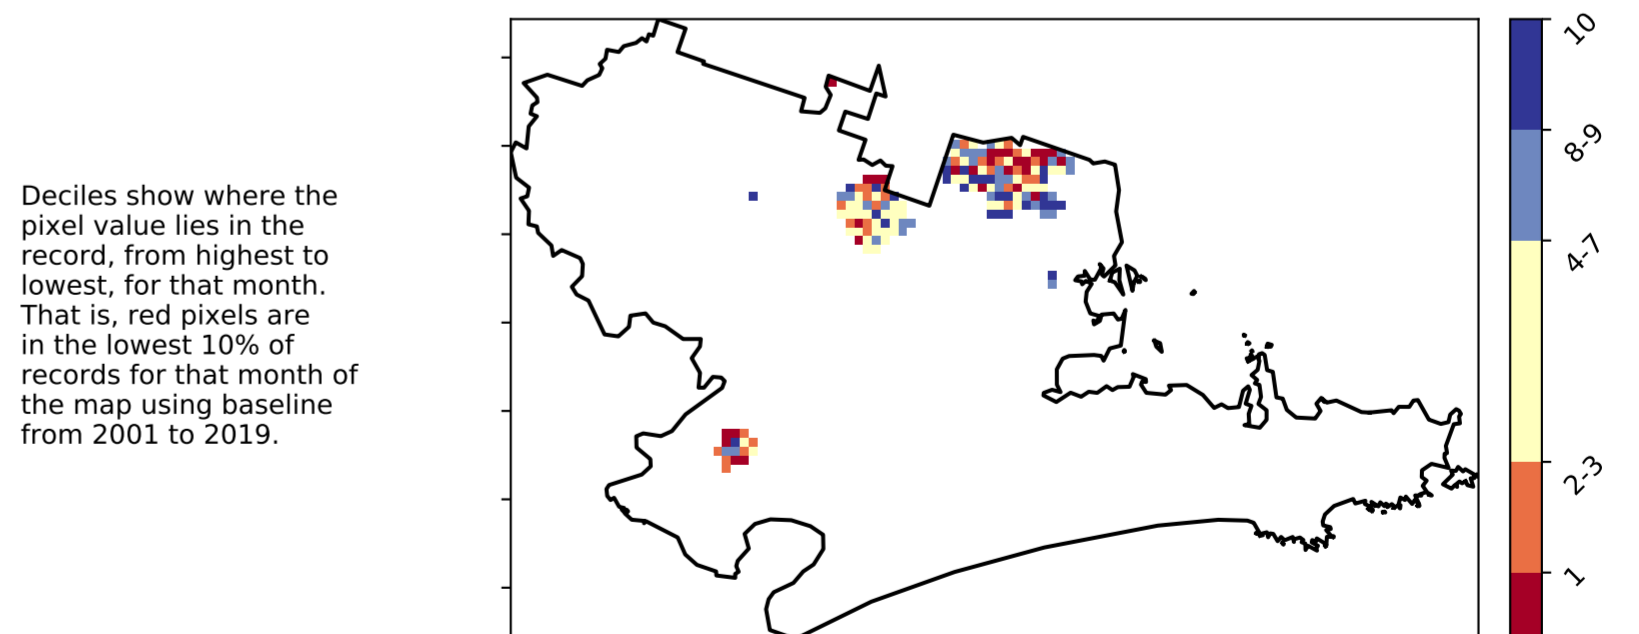 Deciles show where the
pixel value lies in the
record, from highest to
lowest, for that month.
That is, red pixels are
in the lowest 10% of
records for that month of
the map using baseline
from 2001 to 2019.
10
8-9
4-7
2-3
1